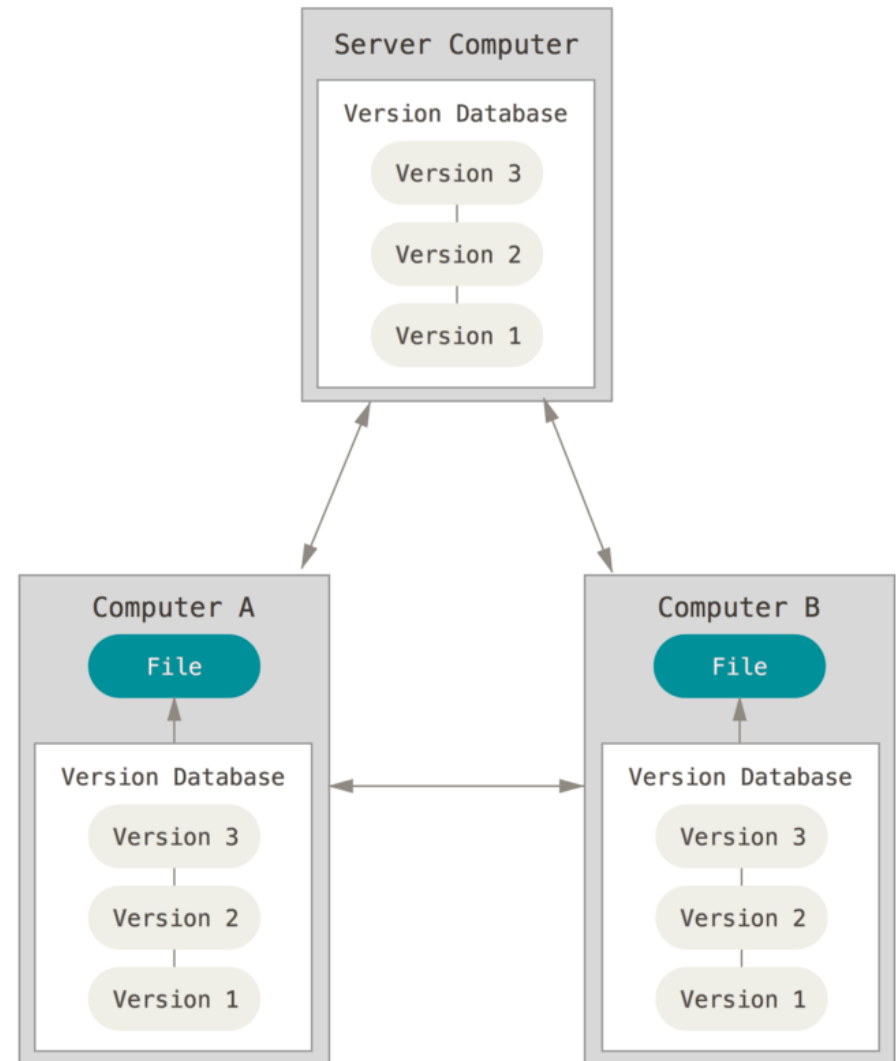 Server Computer
Version Database
Version 3
Version 2
Version 1
Computer A
File
Version Database
Version 3
Version 2
Version 1
Computer B
File
Version Database
Version 3
Version 2
Version 1